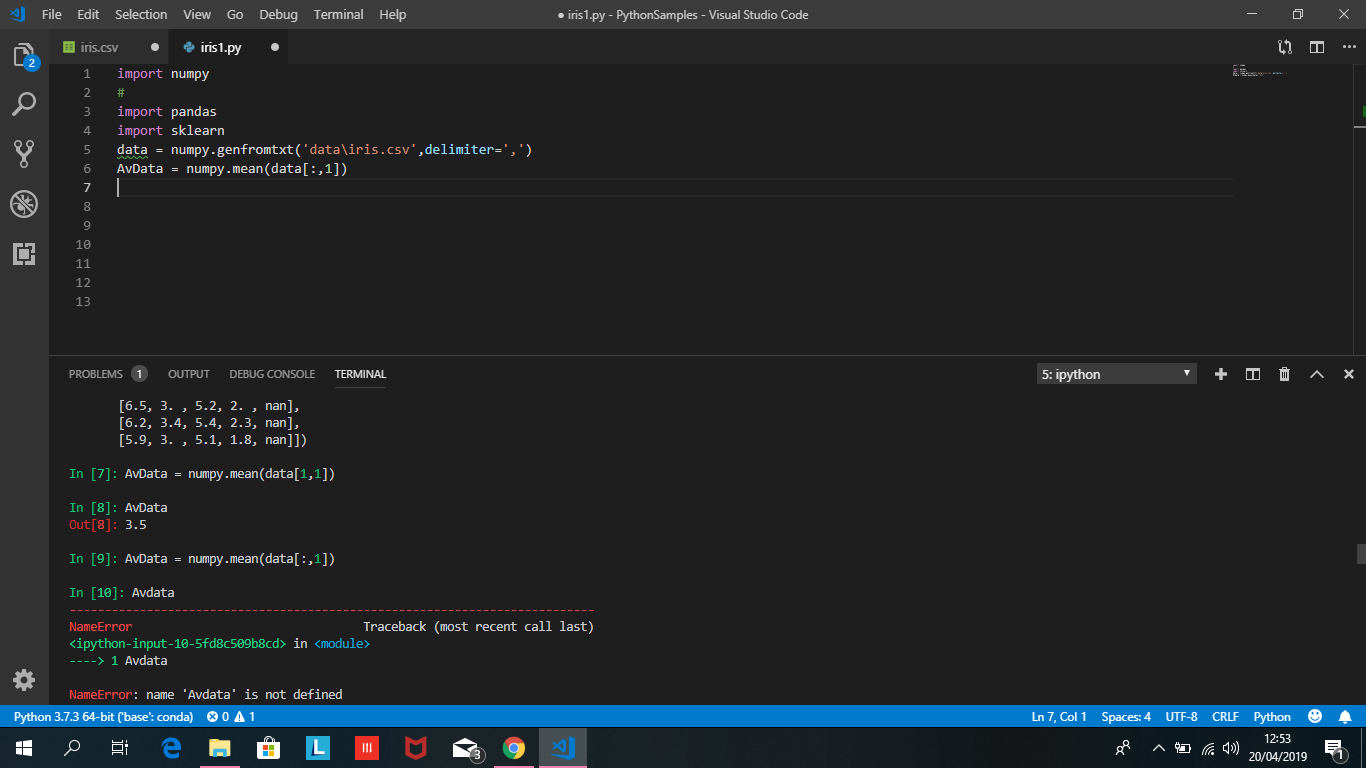 File Edit Selection View Go Debug Terminal Help
● iris1.py - PythonSamples - Visual Studio Code
iris.csv
iris1.py
2
1 import numpy
2 #
3 import pandas
4 import sklearn
5 data = numpy.genfromtxt('data\iris.csv',delimiter=',')
6 AvData = numpy.mean(data[:,1])
7
8
9
10
11
12
13
PROBLEMS 1 OUTPUT DEBUG CONSOLE TERMINAL
5: ipython
[6.5, 3. , 5.2, 2. , nan],
[6.2, 3.4, 5.4, 2.3, nan],
[5.9, 3. , 5.1, 1.8, nan]])
In [7]: AvData = numpy.mean(data[1,1])
In [8]: AvData
Out[8]: 3.5
In [9]: AvData = numpy.mean(data[:,1])
In [10]: Avdata
---------------------------------------------------------------------------
NameError Traceback (most recent call last)
<ipython-input-10-5fd8c509b8cd> in <module>
----> 1 Avdata
NameError: name 'Avdata' is not defined
Python 3.7.3 64-bit ('base': conda) 0 1
Ln 7, Col 1 Spaces: 4 UTF-8 CRLF Python
L
3
12:53
20/04/2019
1